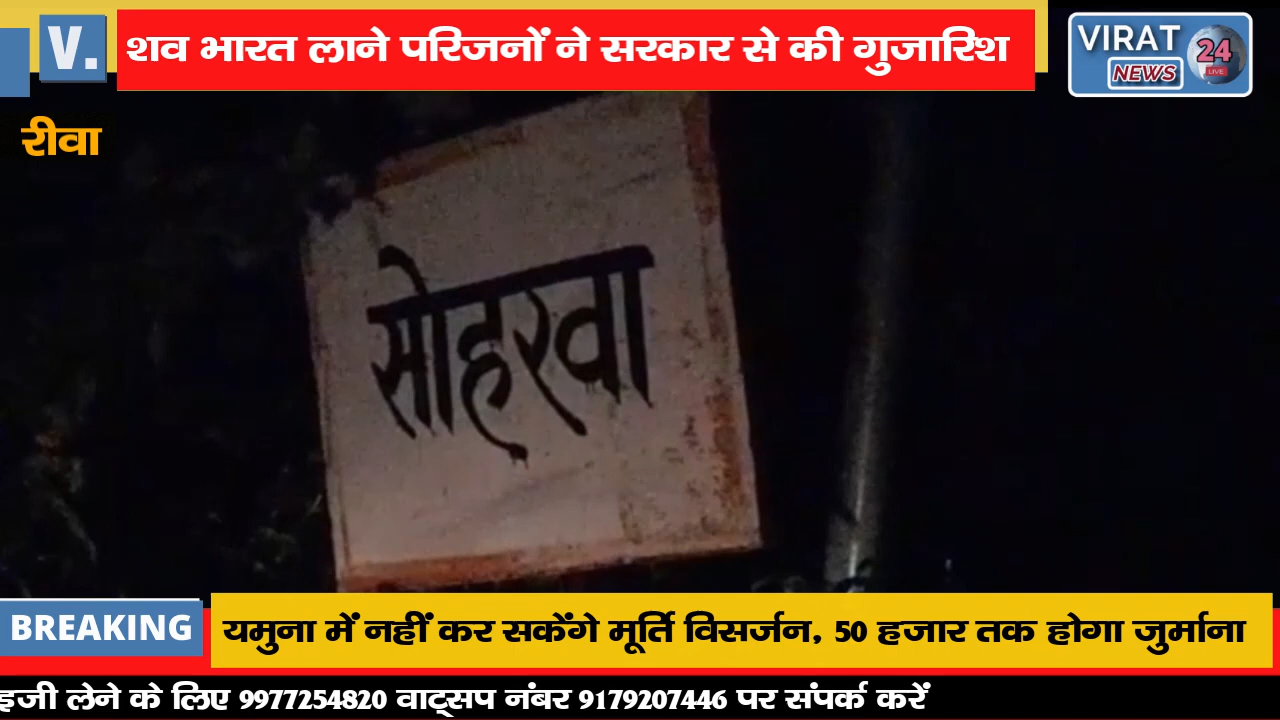 V. शव भारत लाने परिजनों ने सरकार से की गुजारिश
VIRAT
NEWS
24
LIVE
रीवा
सोहरवा
BREAKING यमुना में नहीं कर सकेंगे मूर्ति विसर्जन, 50 हजार तक होगा जुर्माना
इजी लेने के लिए 9977254820 वाट्सप नंबर 9179207446 पर संपर्क करें